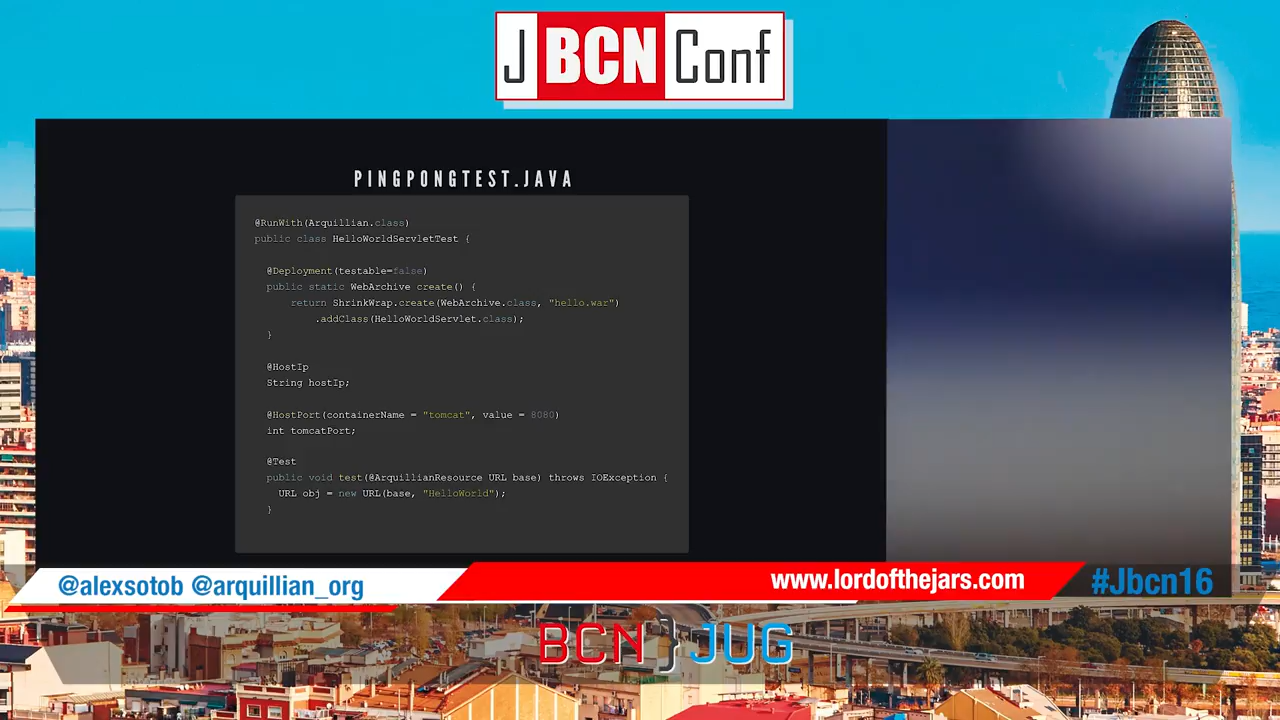 J BCN Conf
PINGPONGTEST.JAVA
@RunWith(Arquillian.class)
public class HelloWorldServletTest {
@Deployment(testable=false)
public static WebArchive create() {
return ShrinkWrap.create(WebArchive.class, "hello.war")
.addClass(HelloWorldServlet.class);
}
@HostIp
String hostIp;
@HostPort(containerName = "tomcat", value = 8080)
int tomcatPort;
@Test
public void test(@ArquillianResource URL base) throws IOException {
URL obj = new URL(base, "HelloWorld");
}
@alexsotob @arquillian_org
www.lordofthejars.com
#Jbcn16
BCN JUG